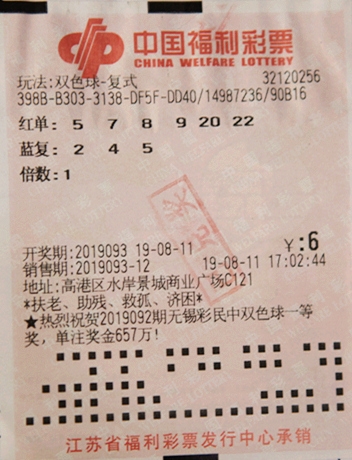 中国福利彩票
CHINA WELFARE LOTTERY
玩法:双色球-复式 32120256
398B-B303-3138-DF5F-DD40/14987236/90B16
红单: 5 7 8 9 20 22
蓝复: 2 4 5
倍数:1
兑奖
开奖期:2019093 19-08-11 ¥:6
销售期:2019093-12 19-08-11 17:02:44
地址:高港区水岸景城商业广场C121
*扶老、助残、救孤、济困*
★热烈祝贺2019092期无锡彩民中双色球一等
奖,单注奖金657万!
江苏省福利彩票发行中心承销